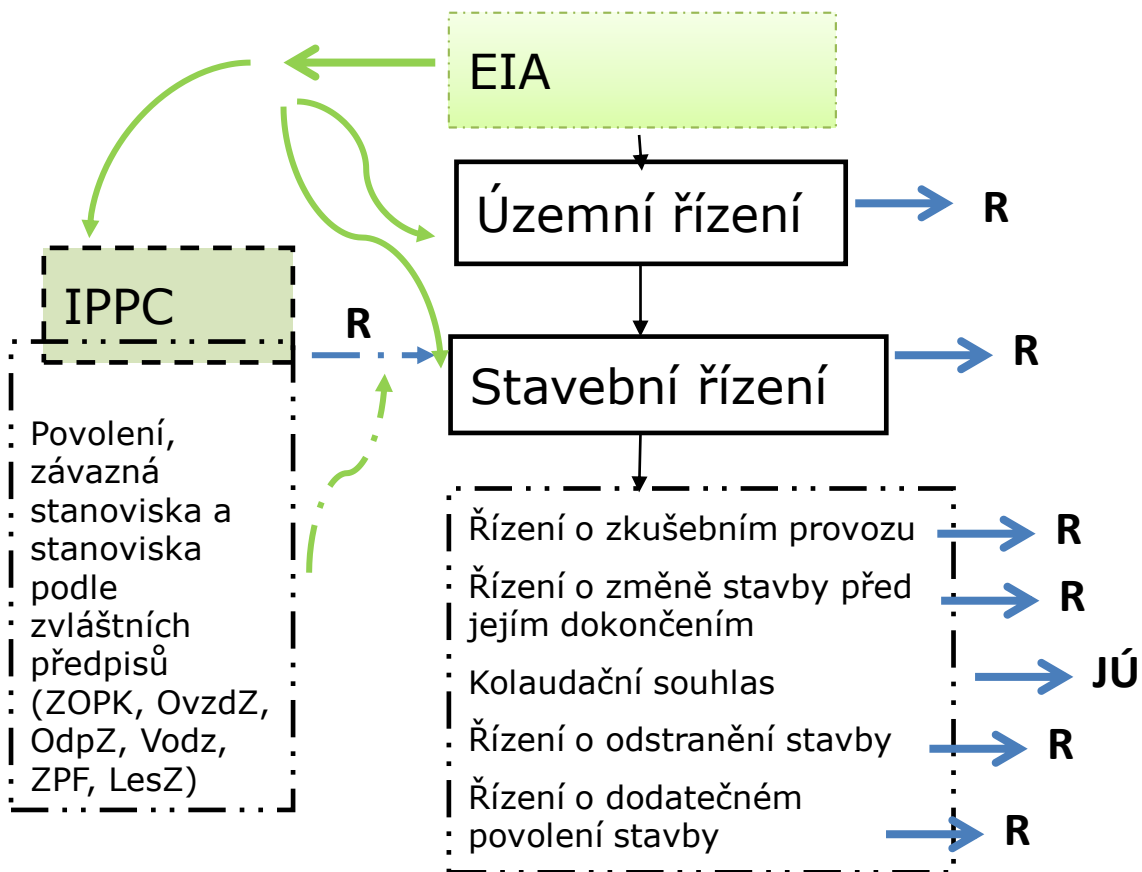 EIA
Územní řízení
R
IPPC
R
Stavební řízení
R
Povolení,
závazná
stanoviska a
stanoviska
podle
zvláštních
předpisů
(ZOPK, OvzdZ,
OdpZ, Vodz,
ZPF, LesZ)
Řízení o zkušebním provozu
R
Řízení o změně stavby před
jejím dokončením
R
Kolaudační souhlas
JÚ
Řízení o odstranění stavby
R
Řízení o dodatečném
povolení stavby
R